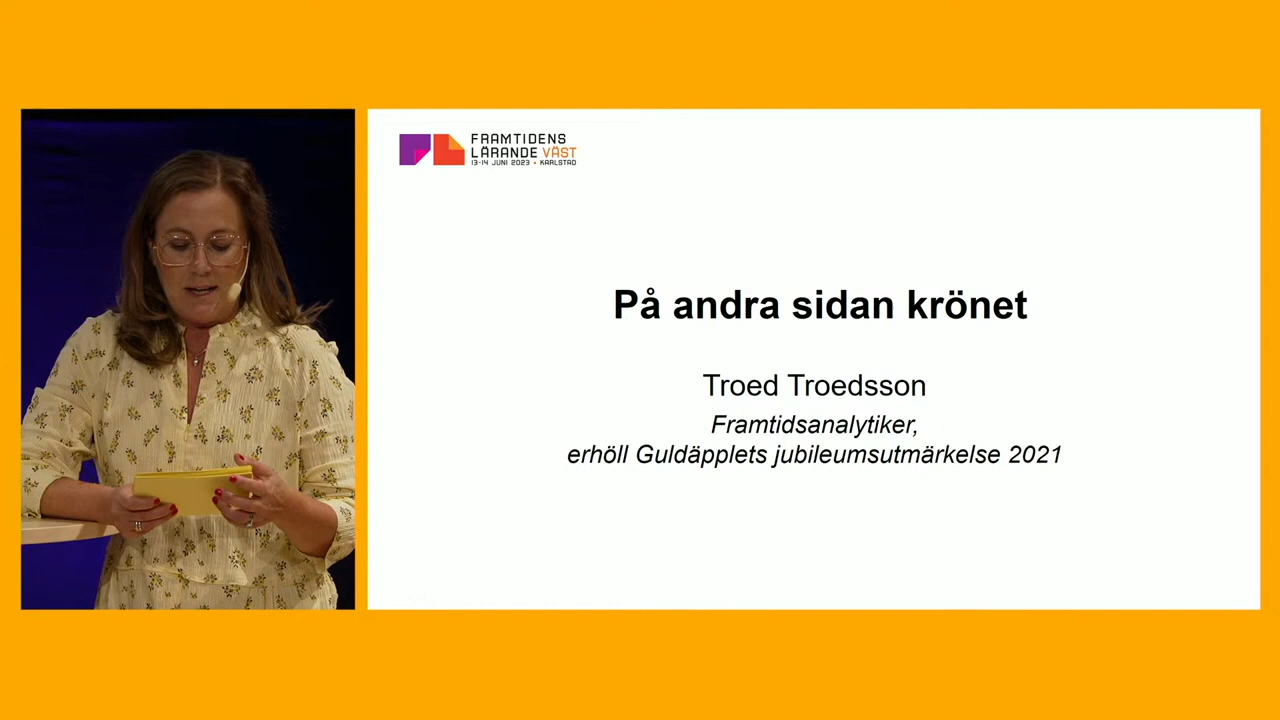 FRAMTIDENS
LÄRANDE VÄST
13-14 JUNI 2023 • KARLSTAD
På andra sidan krönet
Troed Troedsson
Framtidsanalytiker,
erhöll Guldäpplets jubileumsutmärkelse 2021